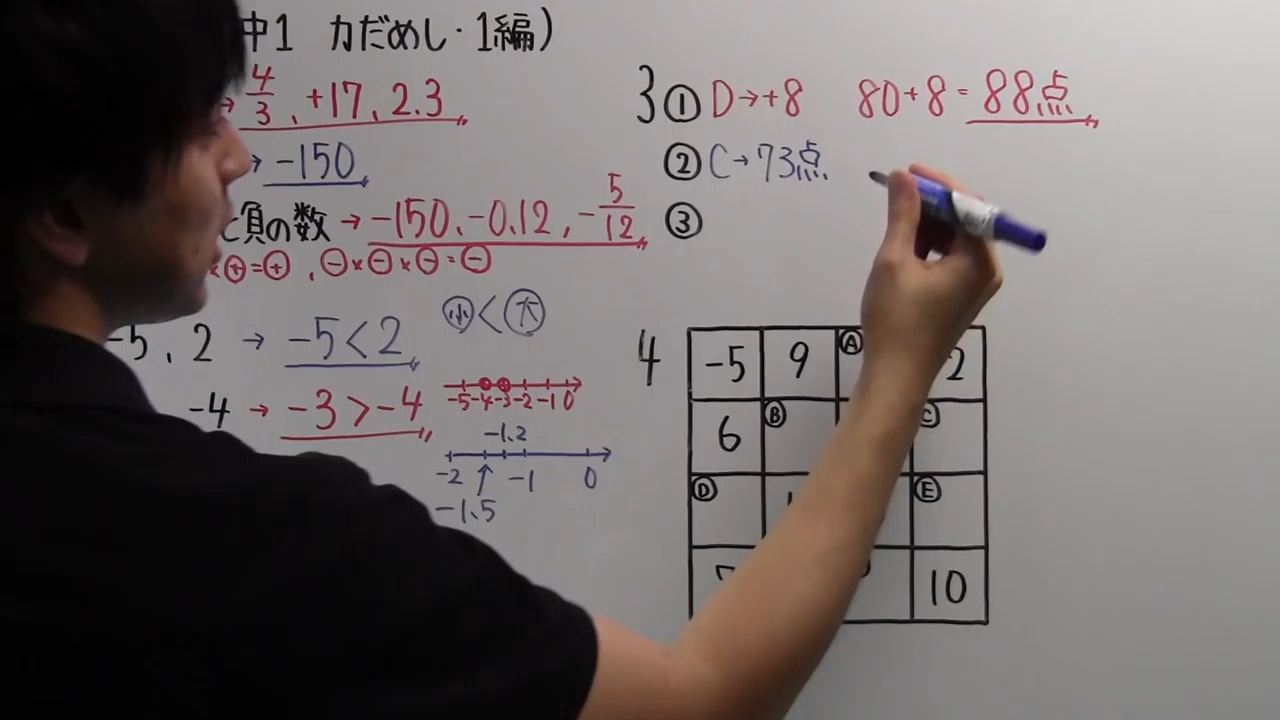 中1 力だめし・1編)
4/3、+17、2.3
→ -150
と負の数 → -150、-0.12、-5/12
×⊕=⊕、⊖×⊖×⊖=⊖
-5、2 → -5<2
小<大
-4 → -3>-4
-5 -4 -3 -2 -1 0
-1.2
-2 -1 0
-1.5
3 ① D→+8 80+8=88点
② C→73点
③
4
-5 9 Ⓐ 2
6 Ⓑ Ⓒ
Ⓓ Ⓔ
10